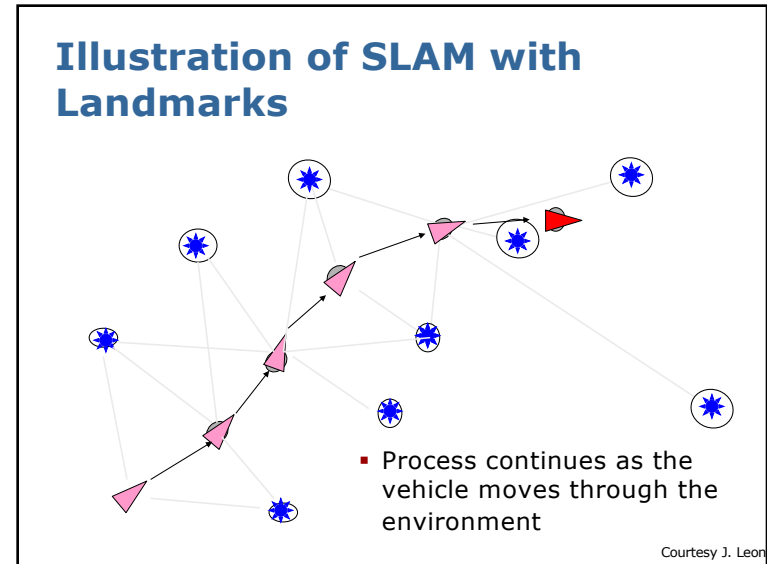 Illustration of SLAM with
Landmarks
▪ Process continues as the
vehicle moves through the
environment
Courtesy J. Leon